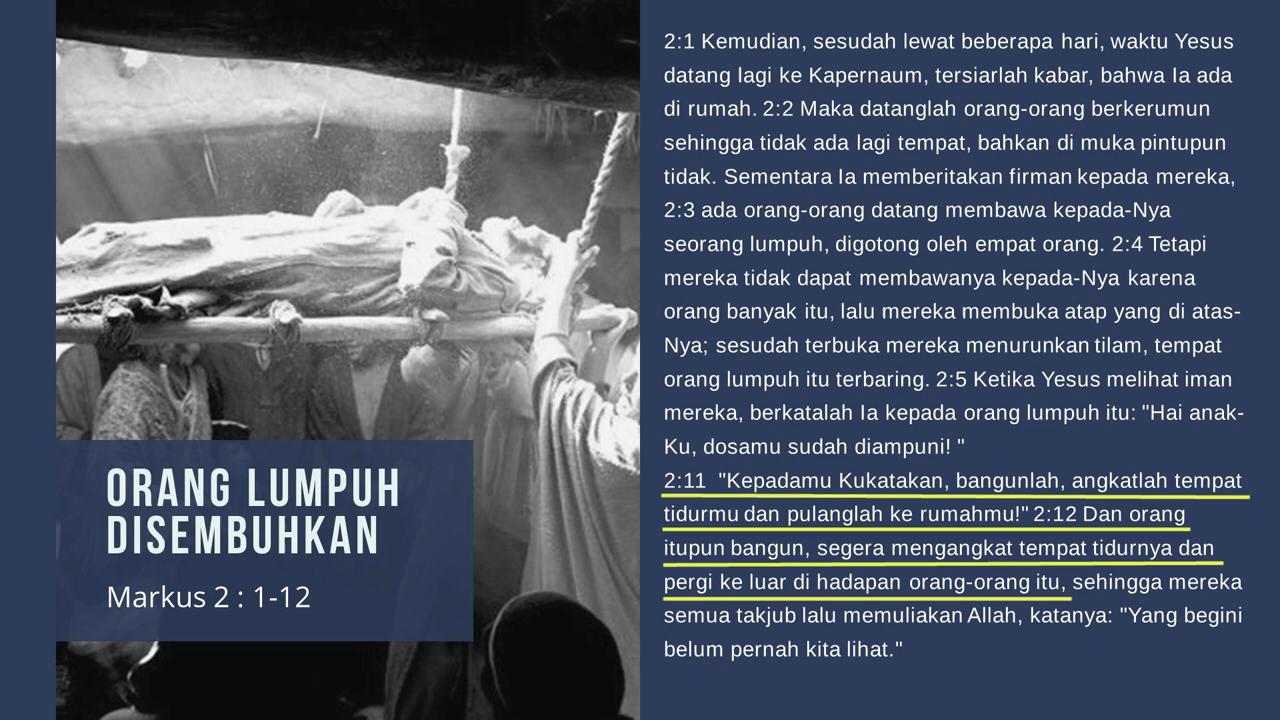 ORANG LUMPUH
DISEMBUHKAN
Markus 2 : 1-12
2:1 Kemudian, sesudah lewat beberapa hari, waktu Yesus
datang lagi ke Kapernaum, tersiarlah kabar, bahwa Ia ada
di rumah. 2:2 Maka datanglah orang-orang berkerumun
sehingga tidak ada lagi tempat, bahkan di muka pintupun
tidak. Sementara Ia memberitakan firman kepada mereka,
2:3 ada orang-orang datang membawa kepada-Nya
seorang lumpuh, digotong oleh empat orang. 2:4 Tetapi
mereka tidak dapat membawanya kepada-Nya karena
orang banyak itu, lalu mereka membuka atap yang di atas-
Nya; sesudah terbuka mereka menurunkan tilam, tempat
orang lumpuh itu terbaring. 2:5 Ketika Yesus melihat iman
mereka, berkatalah Ia kepada orang lumpuh itu: "Hai anak-
Ku, dosamu sudah diampuni! "
2:11 "Kepadamu Kukatakan, bangunlah, angkatlah tempat
tidurmu dan pulanglah ke rumahmu!" 2:12 Dan orang
itupun bangun, segera mengangkat tempat tidurnya dan
pergi ke luar di hadapan orang-orang itu, sehingga mereka
semua takjub lalu memuliakan Allah, katanya: "Yang begini
belum pernah kita lihat."